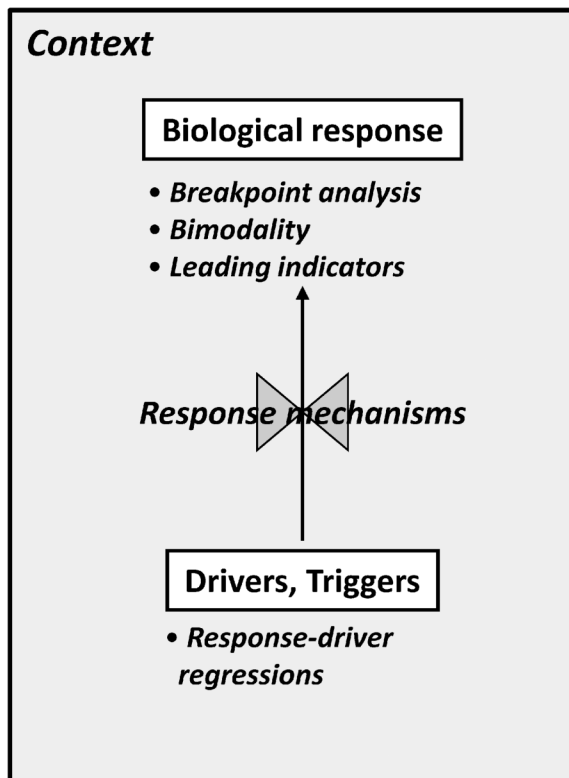 Context
Biological response
• Breakpoint analysis
• Bimodality
• Leading indicators
Response mechanisms
Drivers, Triggers
• Response-driver
regressions